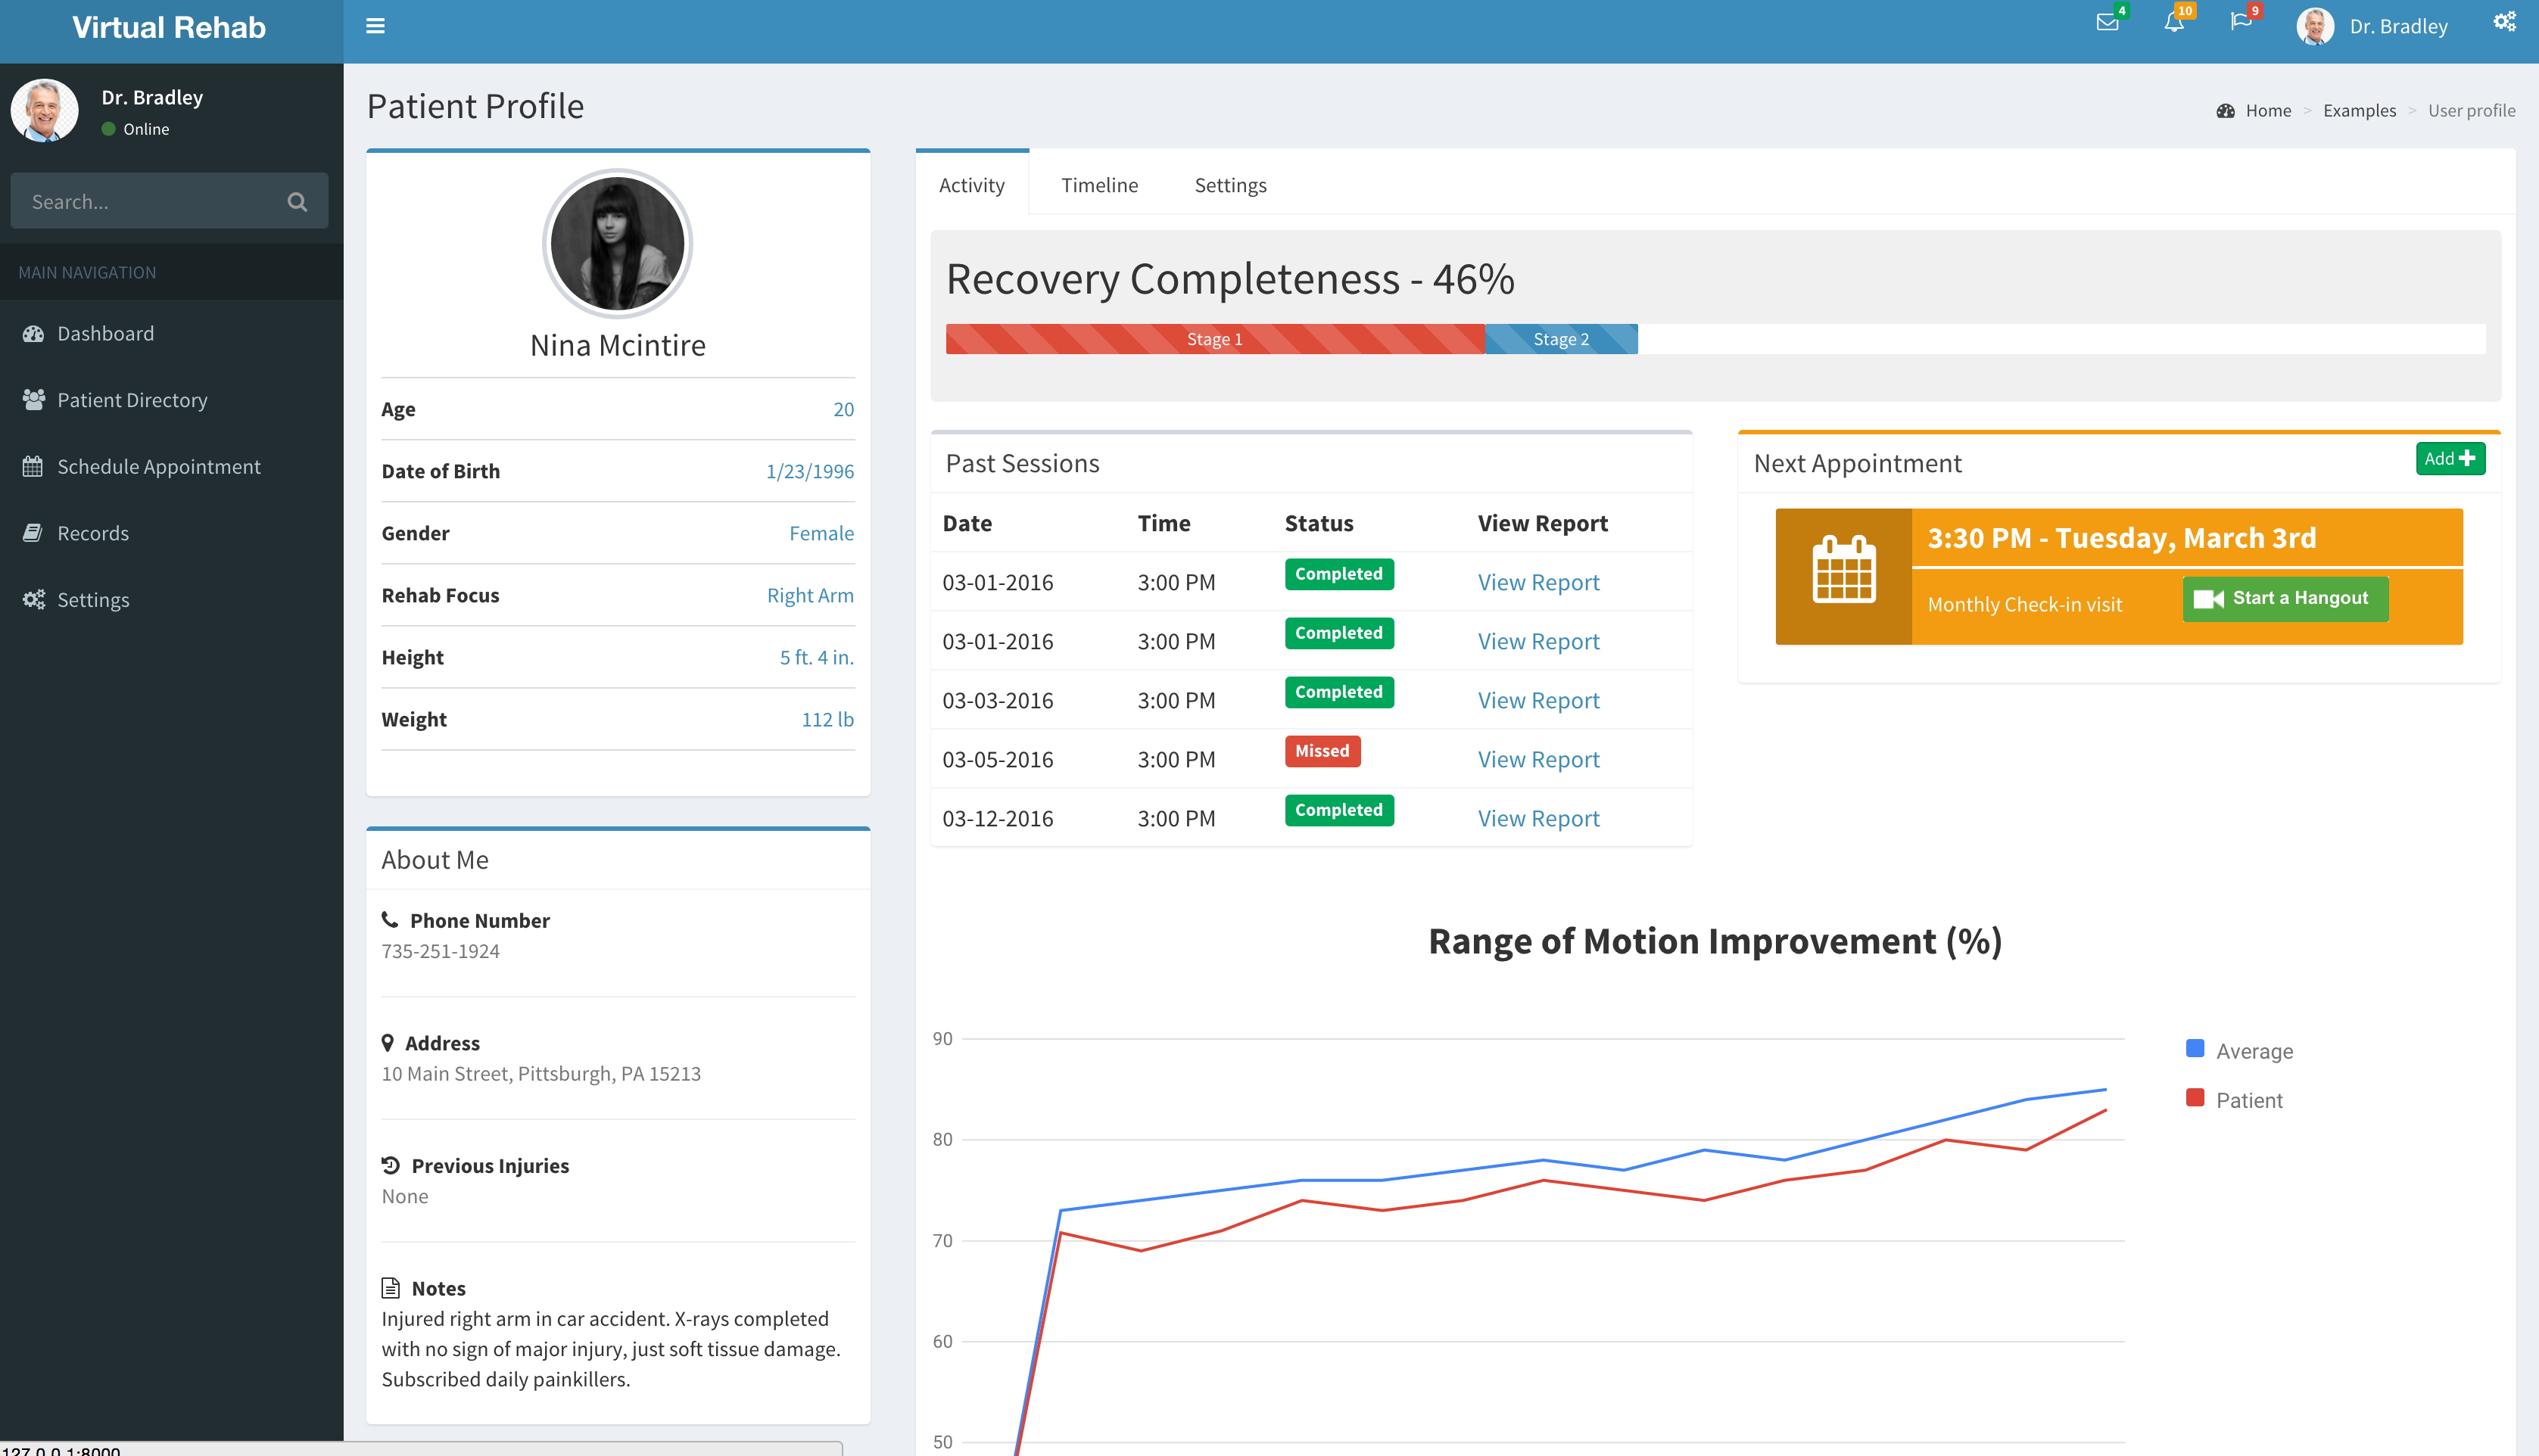 Virtual Rehab
4
10
9
Dr. Bradley
Dr. Bradley
Online
Search...
MAIN NAVIGATION
Dashboard
Patient Directory
Schedule Appointment
Records
Settings
Patient Profile
Home > Examples > User profile
Nina Mcintire
Age 20
Date of Birth 1/23/1996
Gender Female
Rehab Focus Right Arm
Height 5 ft. 4 in.
Weight 112 lb
About Me
Phone Number
735-251-1924
Address
10 Main Street, Pittsburgh, PA 15213
Previous Injuries
None
Notes
Injured right arm in car accident. X-rays completed
with no sign of major injury, just soft tissue damage.
Subscribed daily painkillers.
Activity Timeline Settings
Recovery Completeness - 46%
Stage 1 Stage 2
Past Sessions
Date Time Status View Report
03-01-2016 3:00 PM Completed View Report
03-01-2016 3:00 PM Completed View Report
03-03-2016 3:00 PM Completed View Report
03-05-2016 3:00 PM Missed View Report
03-12-2016 3:00 PM Completed View Report
Next Appointment
Add
3:30 PM - Tuesday, March 3rd
Monthly Check-in visit
Start a Hangout
Range of Motion Improvement (%)
90
80
70
60
50
Average
Patient
127.0.0.1:8000